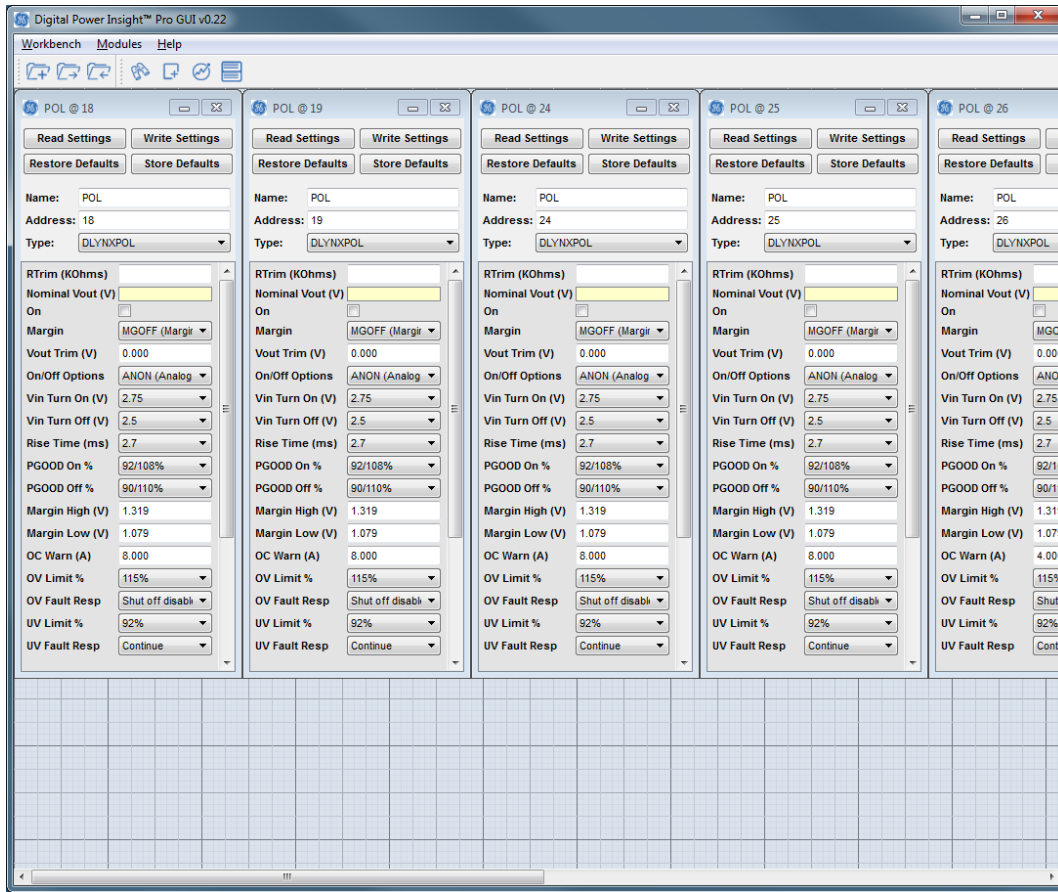 Digital Power Insight™ Pro GUI v0.22
Workbench Modules Help
POL @ 18
Read Settings Write Settings
Restore Defaults Store Defaults
Name: POL
Address: 18
Type: DLYNXPOL
RTrim (KOhms)
Nominal Vout (V)
On
Margin MGOFF (Margir
Vout Trim (V) 0.000
On/Off Options ANON (Analog
Vin Turn On (V) 2.75
Vin Turn Off (V) 2.5
Rise Time (ms) 2.7
PGOOD On % 92/108%
PGOOD Off % 90/110%
Margin High (V) 1.319
Margin Low (V) 1.079
OC Warn (A) 8.000
OV Limit % 115%
OV Fault Resp Shut off disabl
UV Limit % 92%
UV Fault Resp Continue
POL @ 19
Read Settings Write Settings
Restore Defaults Store Defaults
Name: POL
Address: 19
Type: DLYNXPOL
RTrim (KOhms)
Nominal Vout (V)
On
Margin MGOFF (Margir
Vout Trim (V) 0.000
On/Off Options ANON (Analog
Vin Turn On (V) 2.75
Vin Turn Off (V) 2.5
Rise Time (ms) 2.7
PGOOD On % 92/108%
PGOOD Off % 90/110%
Margin High (V) 1.319
Margin Low (V) 1.079
OC Warn (A) 8.000
OV Limit % 115%
OV Fault Resp Shut off disabl
UV Limit % 92%
UV Fault Resp Continue
POL @ 24
Read Settings Write Settings
Restore Defaults Store Defaults
Name: POL
Address: 24
Type: DLYNXPOL
RTrim (KOhms)
Nominal Vout (V)
On
Margin MGOFF (Margir
Vout Trim (V) 0.000
On/Off Options ANON (Analog
Vin Turn On (V) 2.75
Vin Turn Off (V) 2.5
Rise Time (ms) 2.7
PGOOD On % 92/108%
PGOOD Off % 90/110%
Margin High (V) 1.319
Margin Low (V) 1.079
OC Warn (A) 8.000
OV Limit % 115%
OV Fault Resp Shut off disabl
UV Limit % 92%
UV Fault Resp Continue
POL @ 25
Read Settings Write Settings
Restore Defaults Store Defaults
Name: POL
Address: 25
Type: DLYNXPOL
RTrim (KOhms)
Nominal Vout (V)
On
Margin MGOFF (Margir
Vout Trim (V) 0.000
On/Off Options ANON (Analog
Vin Turn On (V) 2.75
Vin Turn Off (V) 2.5
Rise Time (ms) 2.7
PGOOD On % 92/108%
PGOOD Off % 90/110%
Margin High (V) 1.319
Margin Low (V) 1.079
OC Warn (A) 8.000
OV Limit % 115%
OV Fault Resp Shut off disabl
UV Limit % 92%
UV Fault Resp Continue
POL @ 26
Read Settings
Restore Defaults
Name: POL
Address: 26
Type: DLYNXPOL
RTrim (KOhms)
Nominal Vout (V)
On
Margin
Vout Trim (V)
On/Off Options
Vin Turn On (V) 2.75
Vin Turn Off (V) 2.5
Rise Time (ms) 2.7
PGOOD On %
PGOOD Off %
Margin High (V)
Margin Low (V)
OC Warn (A)
OV Limit %
OV Fault Resp Shut
UV Limit % 92%
UV Fault Resp